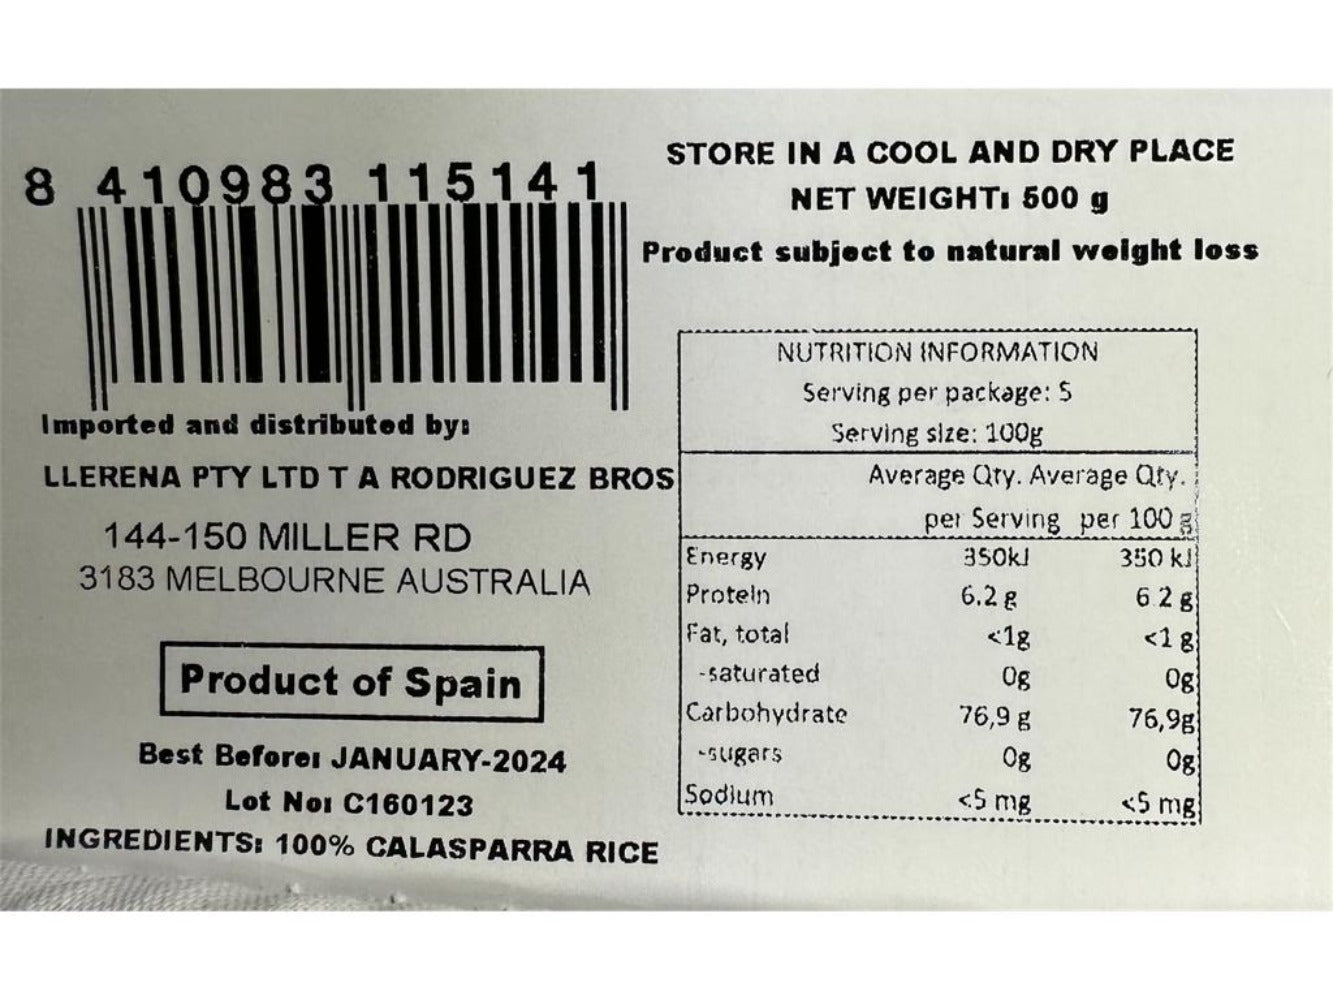 8 410983 115141
STORE IN A COOL AND DRY PLACE
NET WEIGHT: 500 g
Product subject to natural weight loss
Imported and distributed by:
LLERENA PTY LTD T A RODRIGUEZ BROS
144-150 MILLER RD
3183 MELBOURNE AUSTRALIA
Product of Spain
Best Before: JANUARY-2024
Lot No: C160123
INGREDIENTS: 100% CALASPARRA RICE
NUTRITION INFORMATION
Serving per package: 5
Serving size: 100g
Average Qty. Average Qty.
per Serving per 100 g
Energy 350kJ 350 kJ
Protein 6.2 g 6.2 g
Fat, total <1g <1 g
-saturated 0g 0g
Carbohydrate 76,9 g 76,9g
-sugars 0g 0g
Sodium <5 mg <5 mg